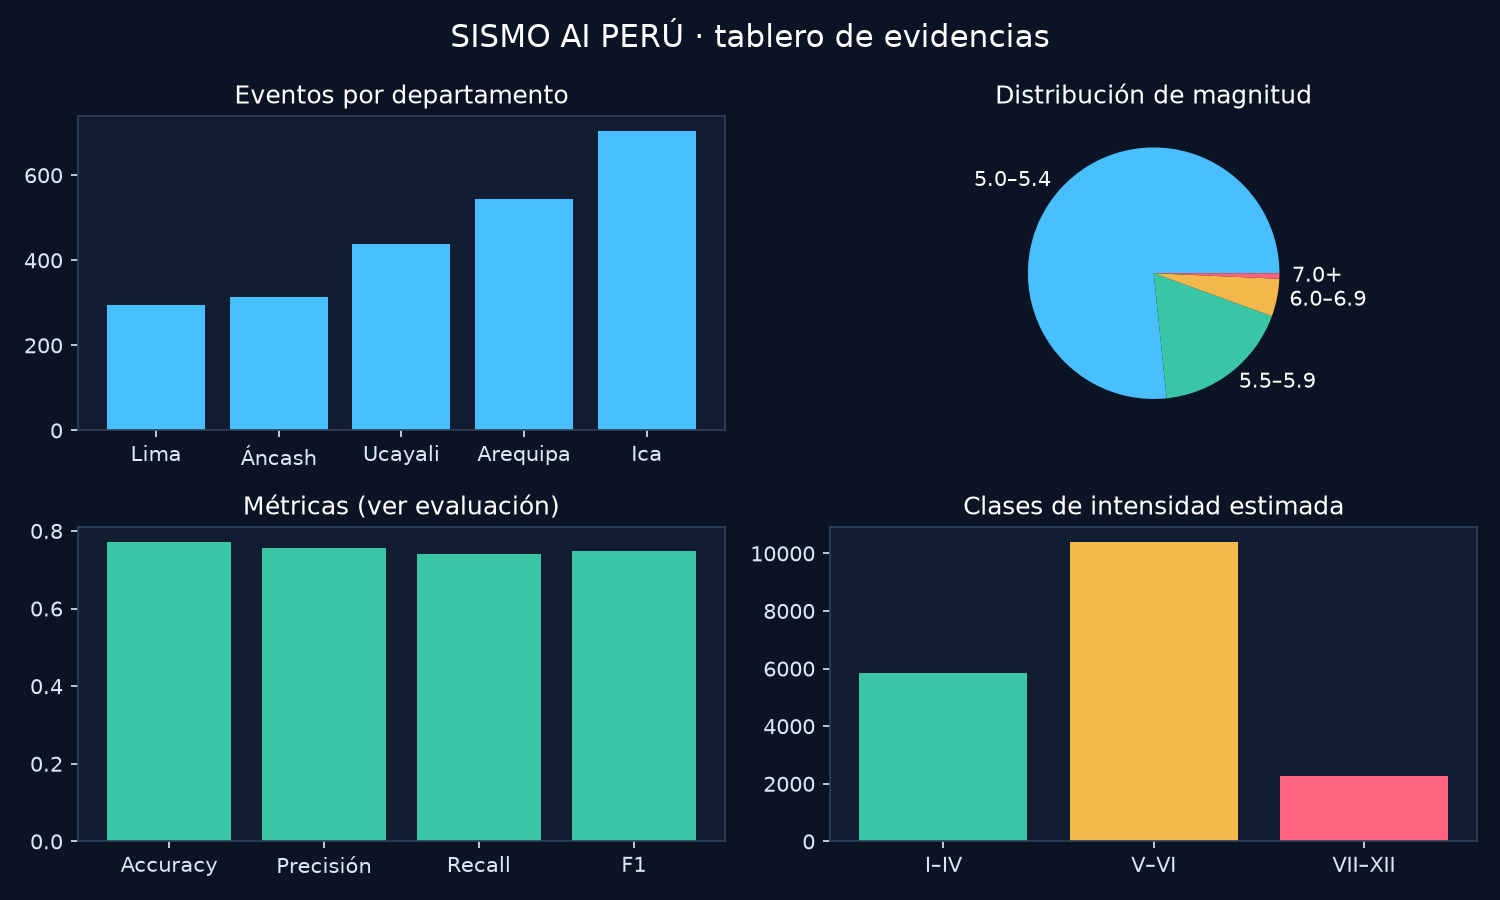 SISMO AI PERÚ · tablero de evidencias
Eventos por departamento
600
400
200
0
Lima
Áncash
Ucayali
Arequipa
Ica
Distribución de magnitud
5.0–5.4
7.0+
6.0–6.9
5.5–5.9
Métricas (ver evaluación)
0.8
0.6
0.4
0.2
0.0
Accuracy
Precisión
Recall
F1
Clases de intensidad estimada
10000
8000
6000
4000
2000
0
I–IV
V–VI
VII–XII